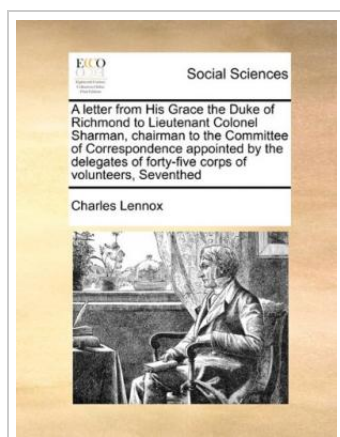 ECCO
Social Sciences
A letter from His Grace the Duke of
Richmond to Lieutenant Colonel
Sharman, chairman to the Committee
of Correspondence appointed by the
delegates of forty-five corps of
volunteers, Seventhed
Charles Lennox